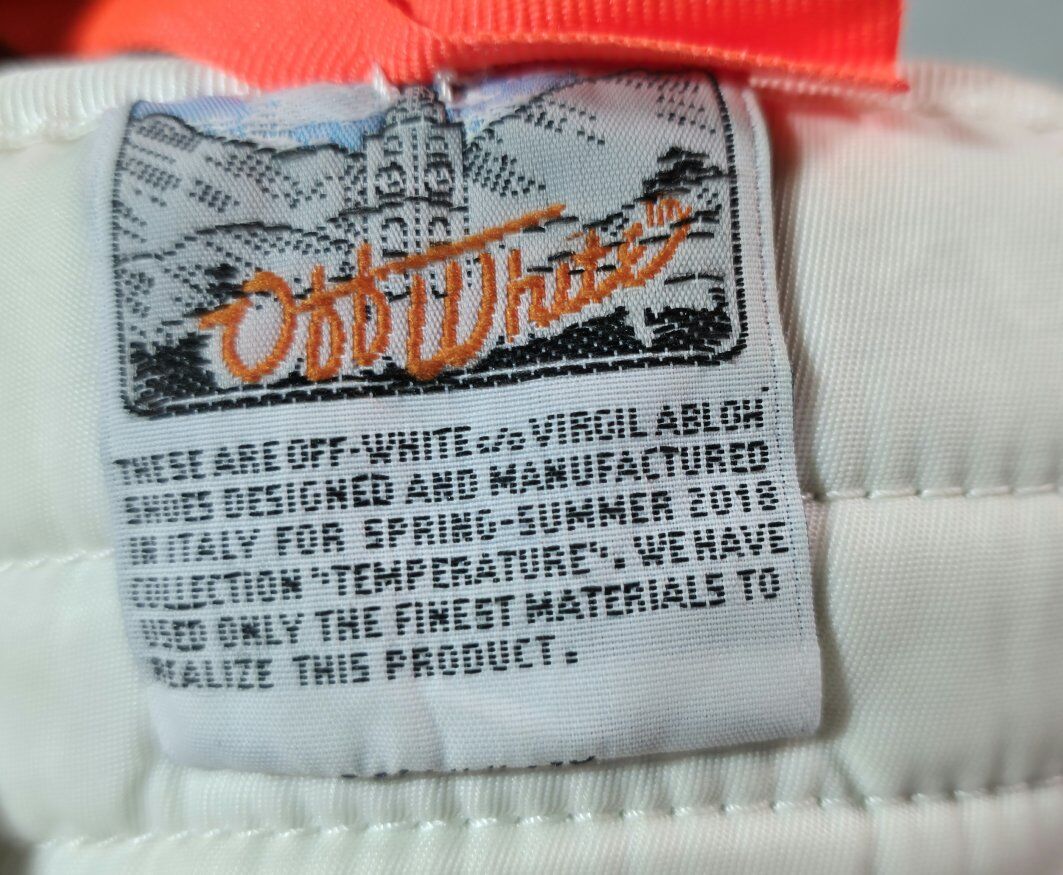 Off White
THESE ARE OFF-WHITE c/o VIRGIL ABLOH
SHOES DESIGNED AND MANUFACTURED
IN ITALY FOR SPRING-SUMMER 2018
COLLECTION "TEMPERATURE". WE HAVE
USED ONLY THE FINEST MATERIALS TO
REALIZE THIS PRODUCT.